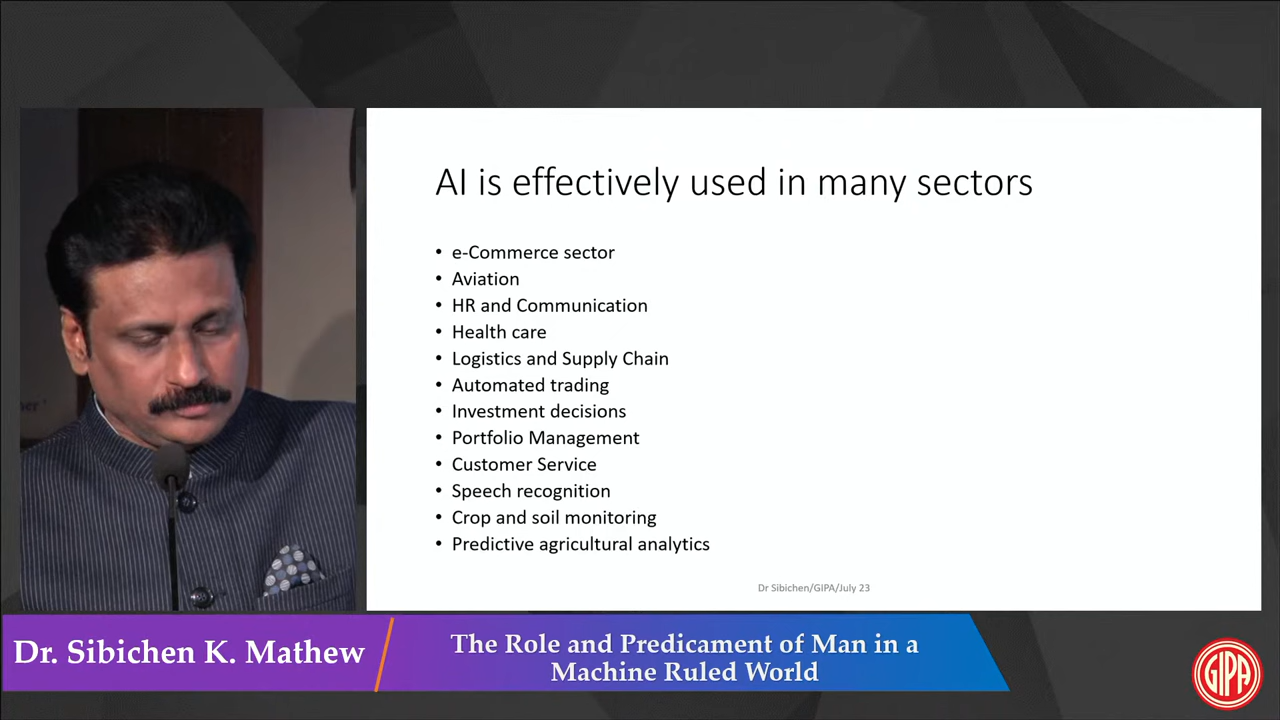 AI is effectively used in many sectors
• e-Commerce sector
• Aviation
• HR and Communication
• Health care
• Logistics and Supply Chain
• Automated trading
• Investment decisions
• Portfolio Management
• Customer Service
• Speech recognition
• Crop and soil monitoring
• Predictive agricultural analytics
Dr Sibichen/GIPA/July 23
Dr. Sibichen K. Mathew
The Role and Predicament of Man in a
Machine Ruled World
GIPA